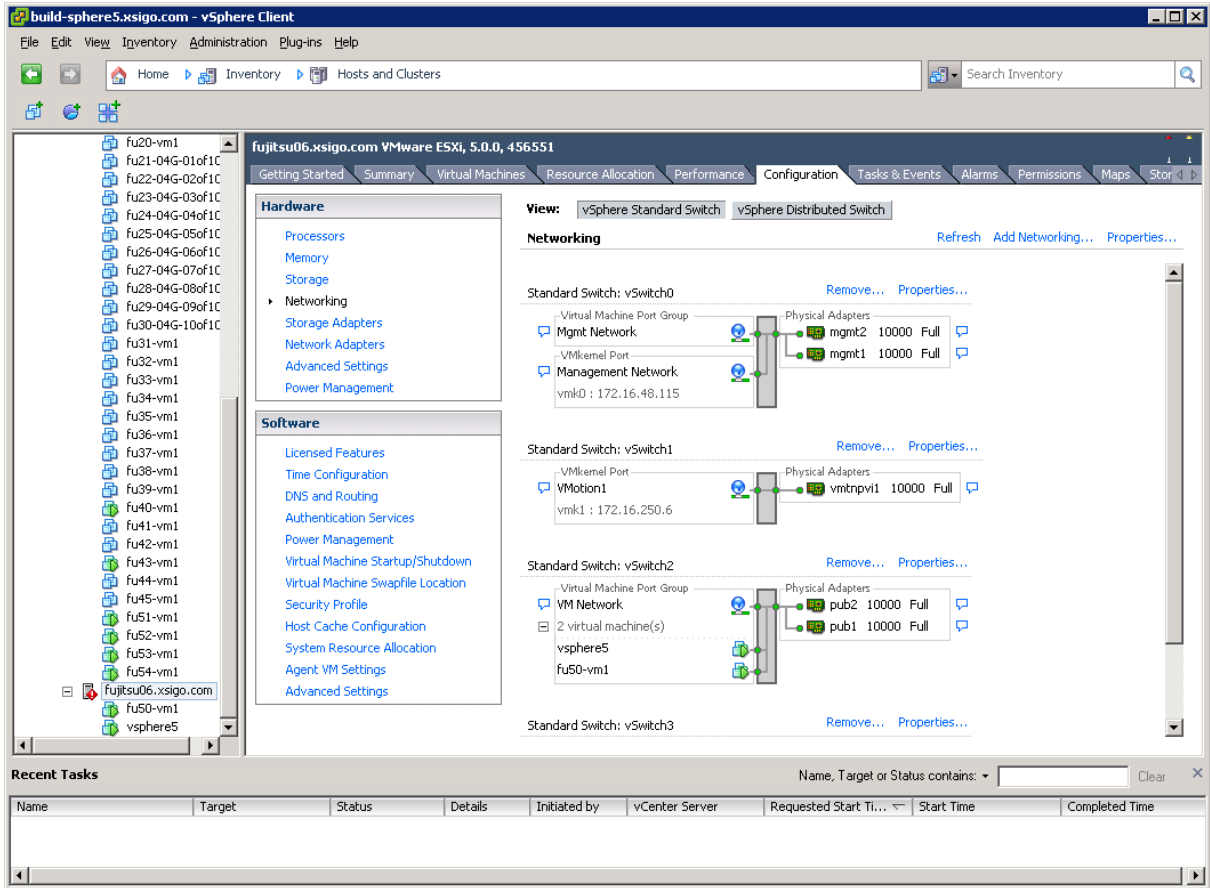 build-sphere5.xsigo.com - vSphere Client
File Edit View Inventory Administration Plug-ins Help
Home Inventory Hosts and Clusters
Search Inventory
fu20-vm1
fu21-04G-01of10
fu22-04G-02of10
fu23-04G-03of10
fu24-04G-04of10
fu25-04G-05of10
fu26-04G-06of10
fu27-04G-07of10
fu28-04G-08of10
fu29-04G-09of10
fu30-04G-10of10
fu31-vm1
fu32-vm1
fu33-vm1
fu34-vm1
fu35-vm1
fu36-vm1
fu37-vm1
fu38-vm1
fu39-vm1
fu40-vm1
fu41-vm1
fu42-vm1
fu43-vm1
fu44-vm1
fu45-vm1
fu51-vm1
fu52-vm1
fu53-vm1
fu54-vm1
fujitsu06.xsigo.com
fu50-vm1
vsphere5
fujitsu06.xsigo.com VMware ESXi, 5.0.0, 456551
Getting Started Summary Virtual Machines Resource Allocation Performance Configuration Tasks & Events Alarms Permissions Maps Stor
Hardware
Processors
Memory
Storage
Networking
Storage Adapters
Network Adapters
Advanced Settings
Power Management
Software
Licensed Features
Time Configuration
DNS and Routing
Authentication Services
Power Management
Virtual Machine Startup/Shutdown
Virtual Machine Swapfile Location
Security Profile
Host Cache Configuration
System Resource Allocation
Agent VM Settings
Advanced Settings
View: vSphere Standard Switch vSphere Distributed Switch
Networking Refresh Add Networking... Properties...
Standard Switch: vSwitch0 Remove... Properties...
Virtual Machine Port Group Physical Adapters
Mgmt Network mgmt2 10000 Full
mgmt1 10000 Full
VMkernel Port
Management Network
vmk0 : 172.16.48.115
Standard Switch: vSwitch1 Remove... Properties...
VMkernel Port Physical Adapters
VMotion1 vmtnpvi1 10000 Full
vmk1 : 172.16.250.6
Standard Switch: vSwitch2 Remove... Properties...
Virtual Machine Port Group Physical Adapters
VM Network pub2 10000 Full
2 virtual machine(s) pub1 10000 Full
vsphere5
fu50-vm1
Standard Switch: vSwitch3 Remove... Properties...
Recent Tasks Name, Target or Status contains: Clear
Name Target Status Details Initiated by vCenter Server Requested Start Ti... Start Time Completed Time